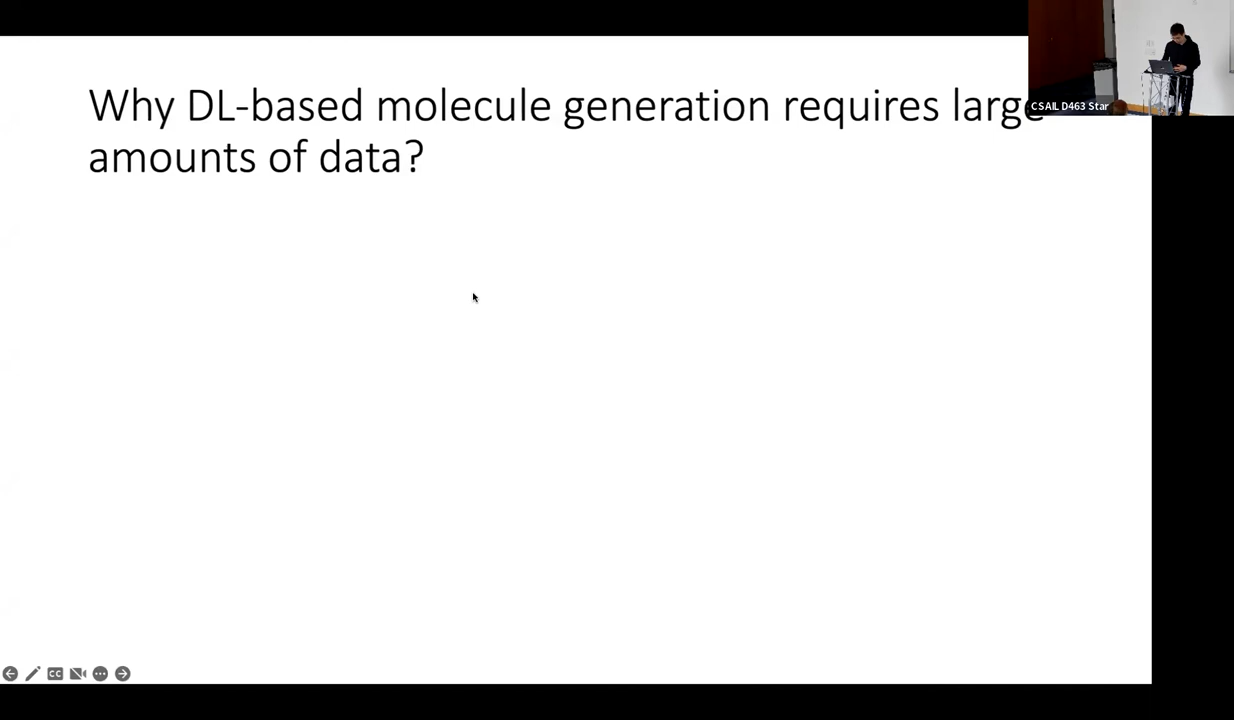 Why DL-based molecule generation requires large
amounts of data?
CSAIL D463 Star